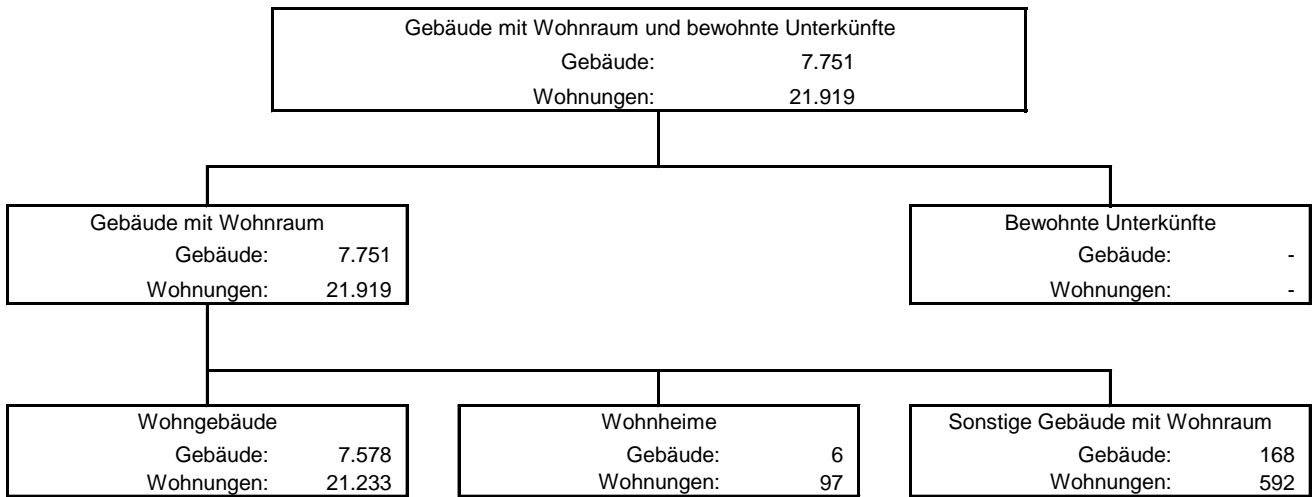 Gebäude mit Wohnraum und bewohnte Unterkünfte
Gebäude: 7.751
Wohnungen: 21.919
Gebäude mit Wohnraum
Gebäude: 7.751
Wohnungen: 21.919
Bewohnte Unterkünfte
Gebäude: -
Wohnungen: -
Wohngebäude
Gebäude: 7.578
Wohnungen: 21.233
Wohnheime
Gebäude: 6
Wohnungen: 97
Sonstige Gebäude mit Wohnraum
Gebäude: 168
Wohnungen: 592